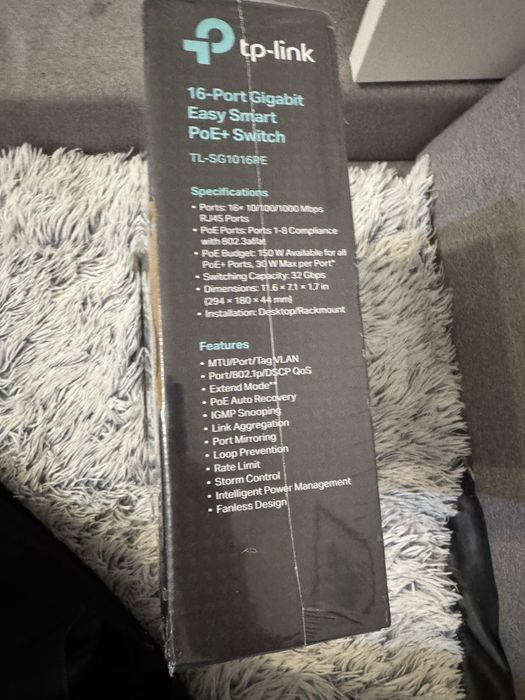 tp-link
16-Port Gigabit
Easy Smart
PoE+ Switch
TL-SG1016PE
Specifications
• Ports: 16× 10/100/1000 Mbps
RJ45 Ports
• PoE Ports: Ports 1-8 Compliance
with 802.3af/at
• PoE Budget: 150 W Available for all
PoE+ Ports, 30 W Max per Port*
• Switching Capacity: 32 Gbps
• Dimensions: 11.6 × 7.1 × 1.7 in
(294 × 180 × 44 mm)
• Installation: Desktop/Rackmount
Features
• MTU/Port/Tag VLAN
• Port/802.1p/DSCP QoS
• Extend Mode**
• PoE Auto Recovery
• IGMP Snooping
• Link Aggregation
• Port Mirroring
• Loop Prevention
• Rate Limit
• Storm Control
• Intelligent Power Management
• Fanless Design